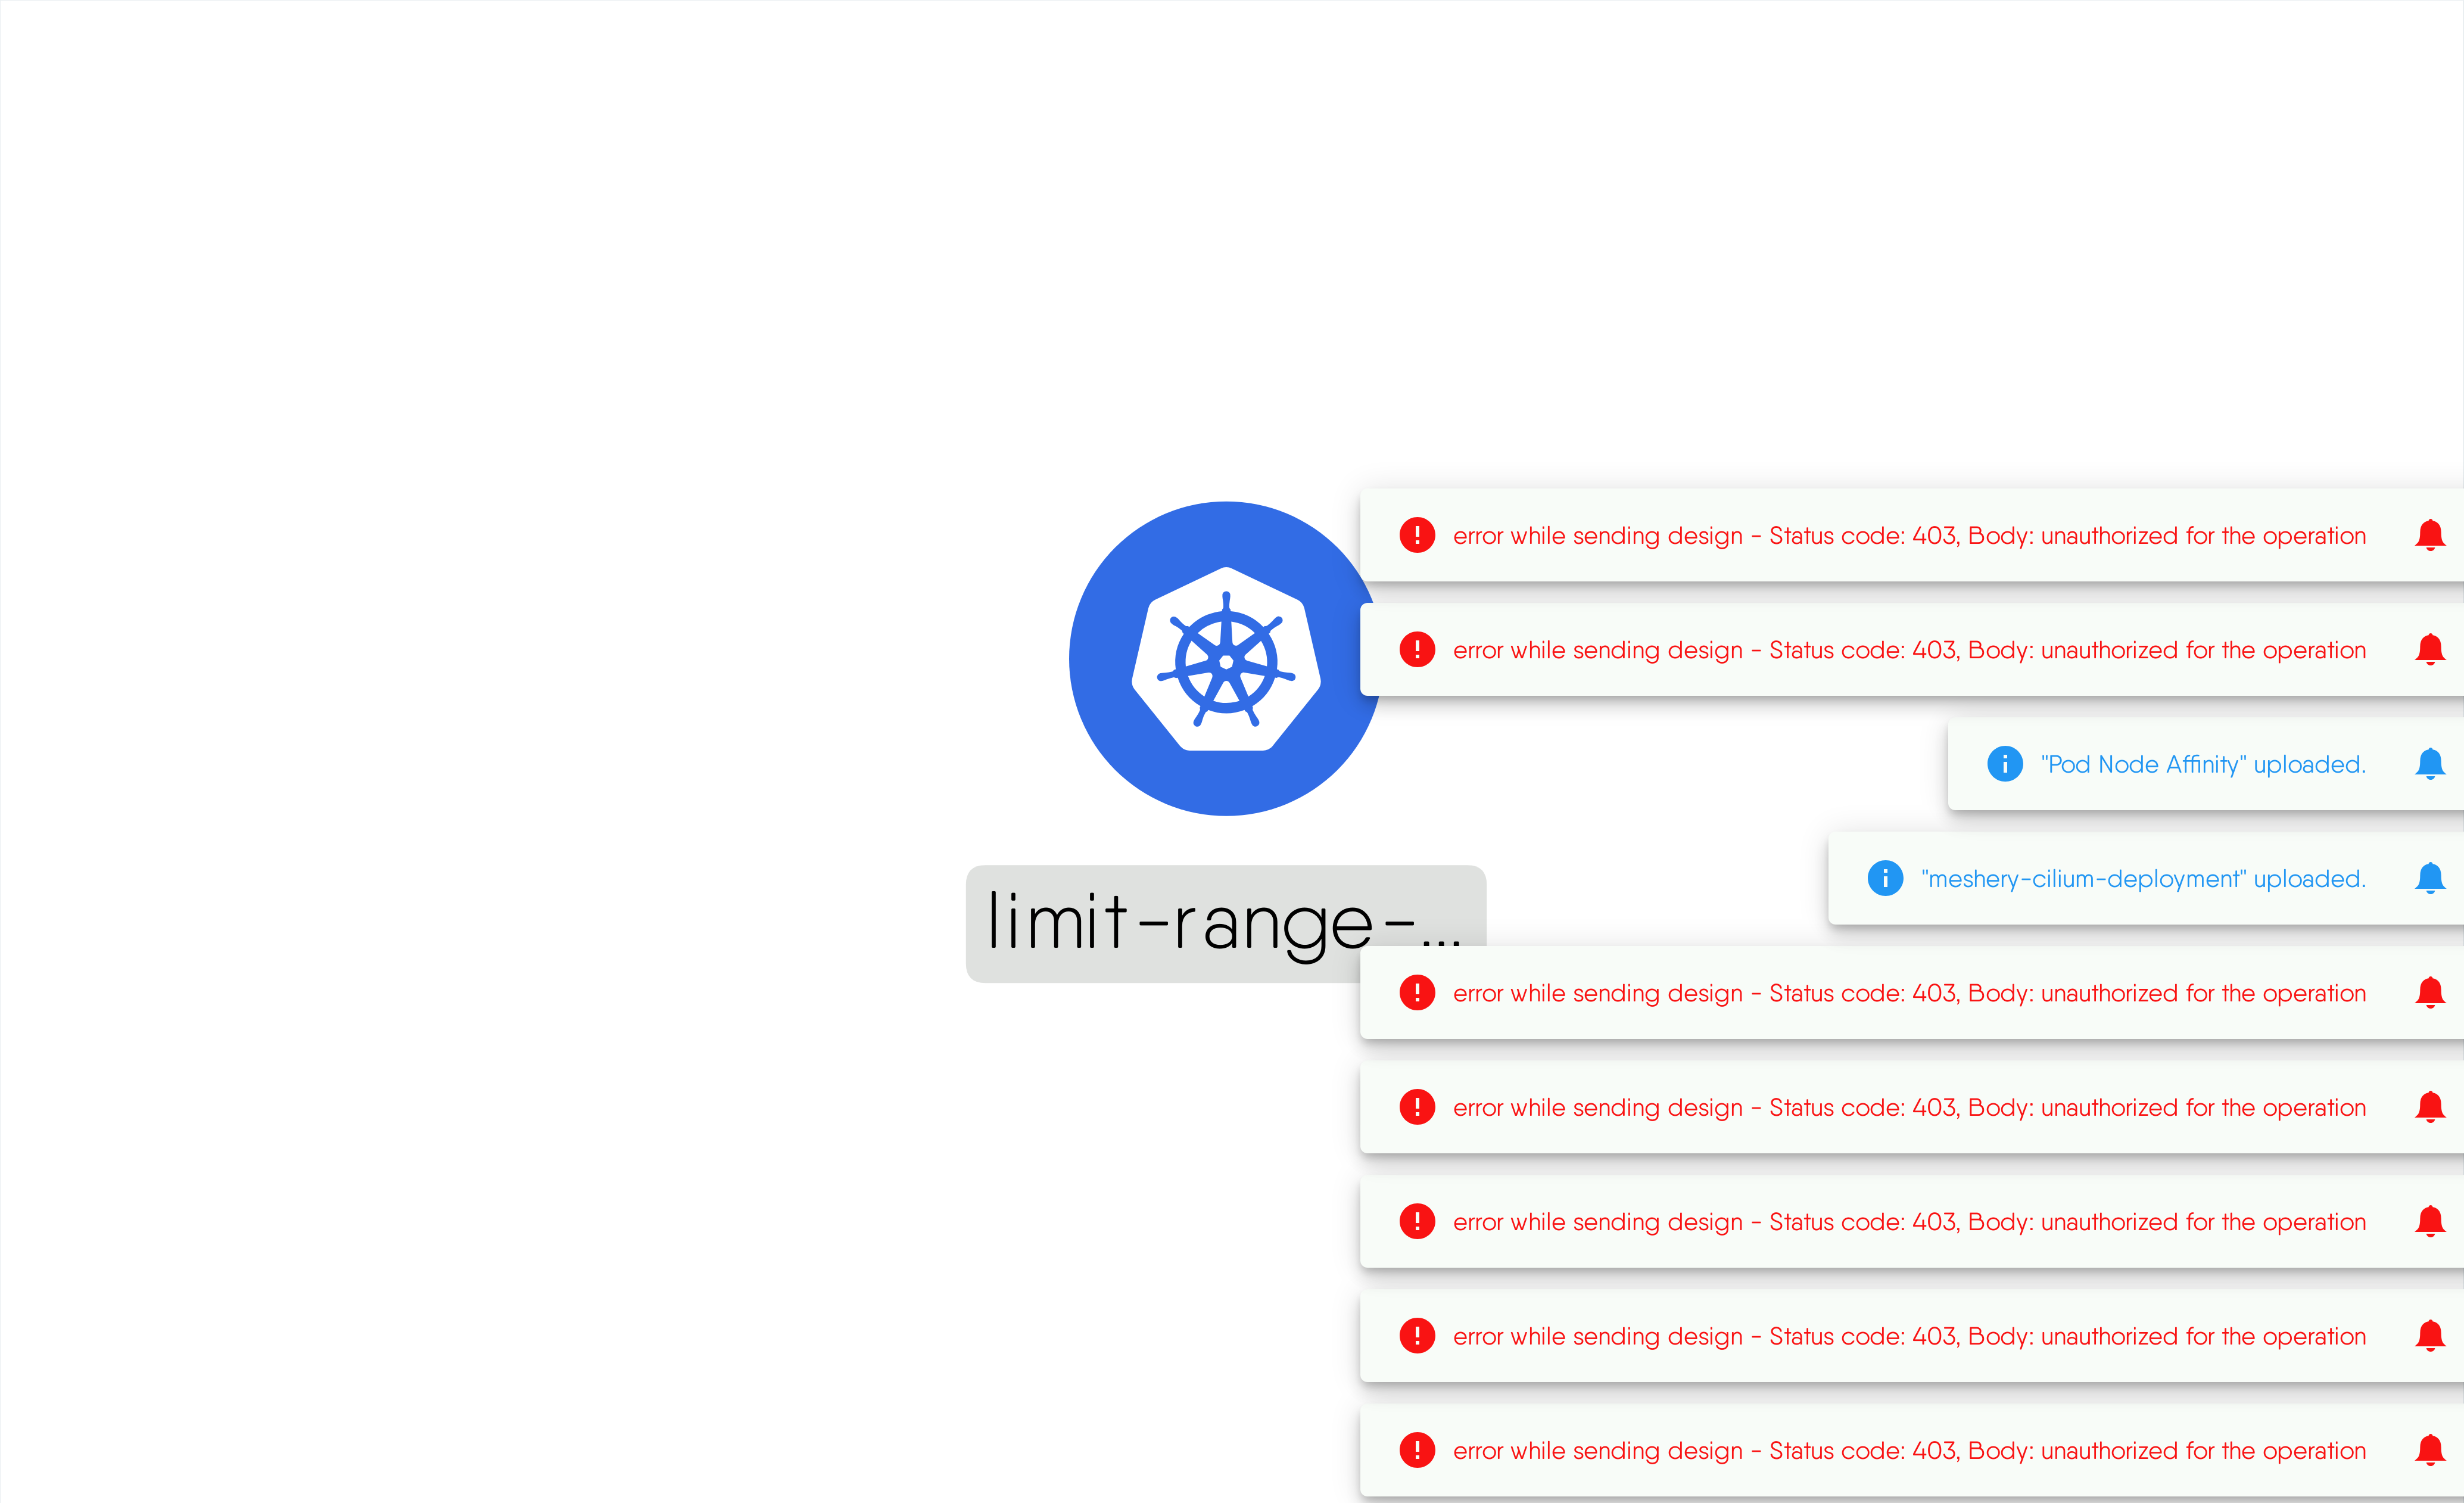 error while sending design - Status code: 403, Body: unauthorized for the operation
error while sending design - Status code: 403, Body: unauthorized for the operation
"Pod Node Affinity" uploaded.
"meshery-cilium-deployment" uploaded.
limit-range-...
error while sending design - Status code: 403, Body: unauthorized for the operation
error while sending design - Status code: 403, Body: unauthorized for the operation
error while sending design - Status code: 403, Body: unauthorized for the operation
error while sending design - Status code: 403, Body: unauthorized for the operation
error while sending design - Status code: 403, Body: unauthorized for the operation